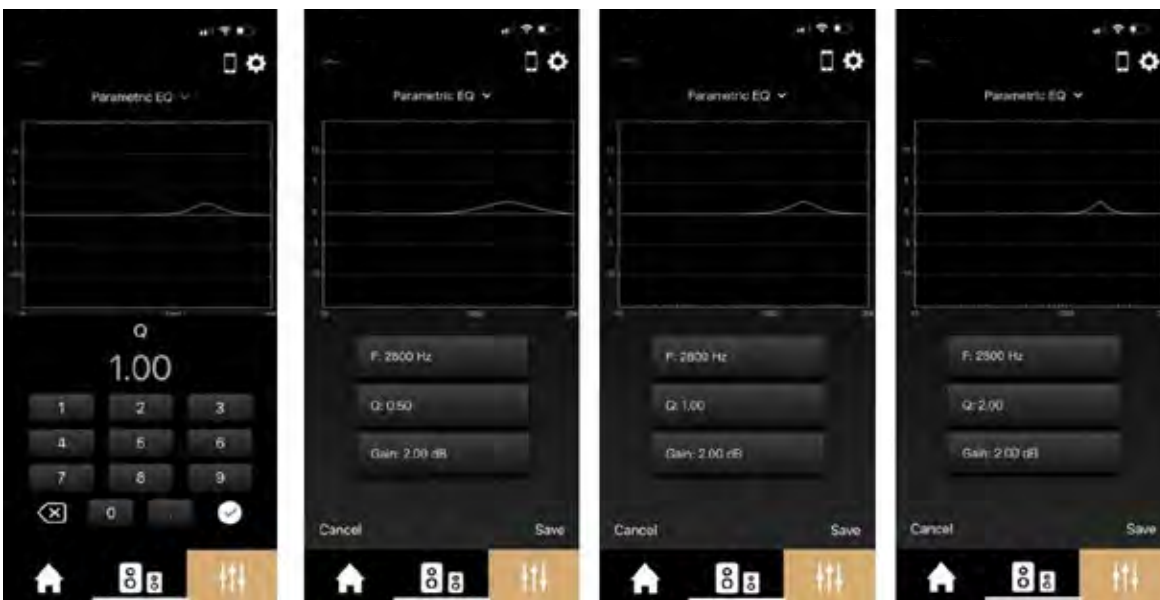 Parametric EQ
Q
1.00
1 2 3
4 5 6
7 8 9
0 .
Parametric EQ
F: 2800 Hz
Q: 0.50
Gain: 2.00 dB
Cancel Save
Parametric EQ
F: 2800 Hz
Q: 1.00
Gain: 2.00 dB
Cancel Save
Parametric EQ
F: 2800 Hz
Q: 2.00
Gain: 2.00 dB
Cancel Save